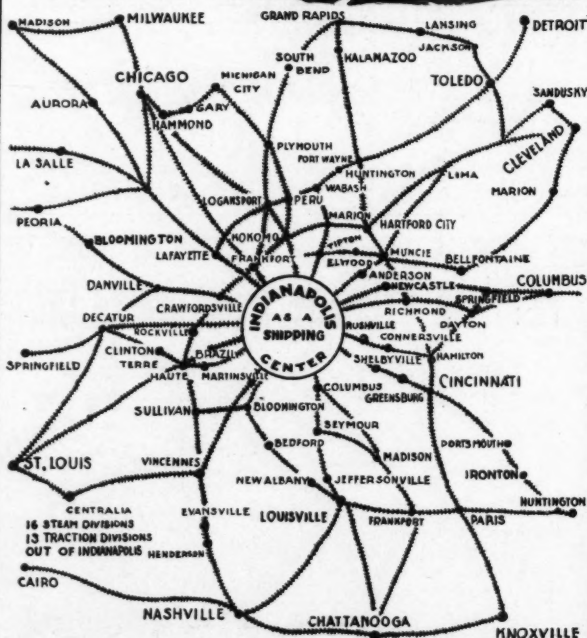 MADISON
MILWAUKEE
GRAND RAPIDS
LANSING
DETROIT
JACKSON
KALAMAZOO
SOUTH
BEND
CHICAGO
MICHIGAN
CITY
TOLEDO
SANDUSKY
AURORA
GARY
HAMMOND
CLEVELAND
PLYMOUTH
FORT WAYNE
LA SALLE
HUNTINGTON
LIMA
WABASH
MARION
LOGANSPORT
PERU
MARION
HARTFORD CITY
PEORIA
KOKOMO
BLOOMINGTON
TIPTON
MUNCIE
LAFAYETTE
FRANKFORT
ELWOOD
BELLFONTAINE
ANDERSON
COLUMBUS
DANVILLE
NEWCASTLE
SPRINGFIELD
CRAWFORDSVILLE
RICHMOND
DAYTON
INDIANAPOLIS
AS A
SHIPPING
CENTER
DECATUR
ROCKVILLE
RUSHVILLE
CONNERSVILLE
CLINTON
BRAZIL
SHELBYVILLE
HAMILTON
SPRINGFIELD
TERRE
HAUTE
MARTINSVILLE
COLUMBUS
GREENSBURG
CINCINNATI
SULLIVAN
BLOOMINGTON
SEYMOUR
BEDFORD
MADISON
PORTSMOUTH
ST. LOUIS
VINCENNES
NEW ALBANY
JEFFERSONVILLE
IRONTON
CENTRALIA
EVANSVILLE
LOUISVILLE
FRANKFORT
PARIS
HUNTINGTON
16 STEAM DIVISIONS
13 TRACTION DIVISIONS
OUT OF INDIANAPOLIS
HENDERSON
CAIRO
NASHVILLE
CHATTANOOGA
KNOXVILLE